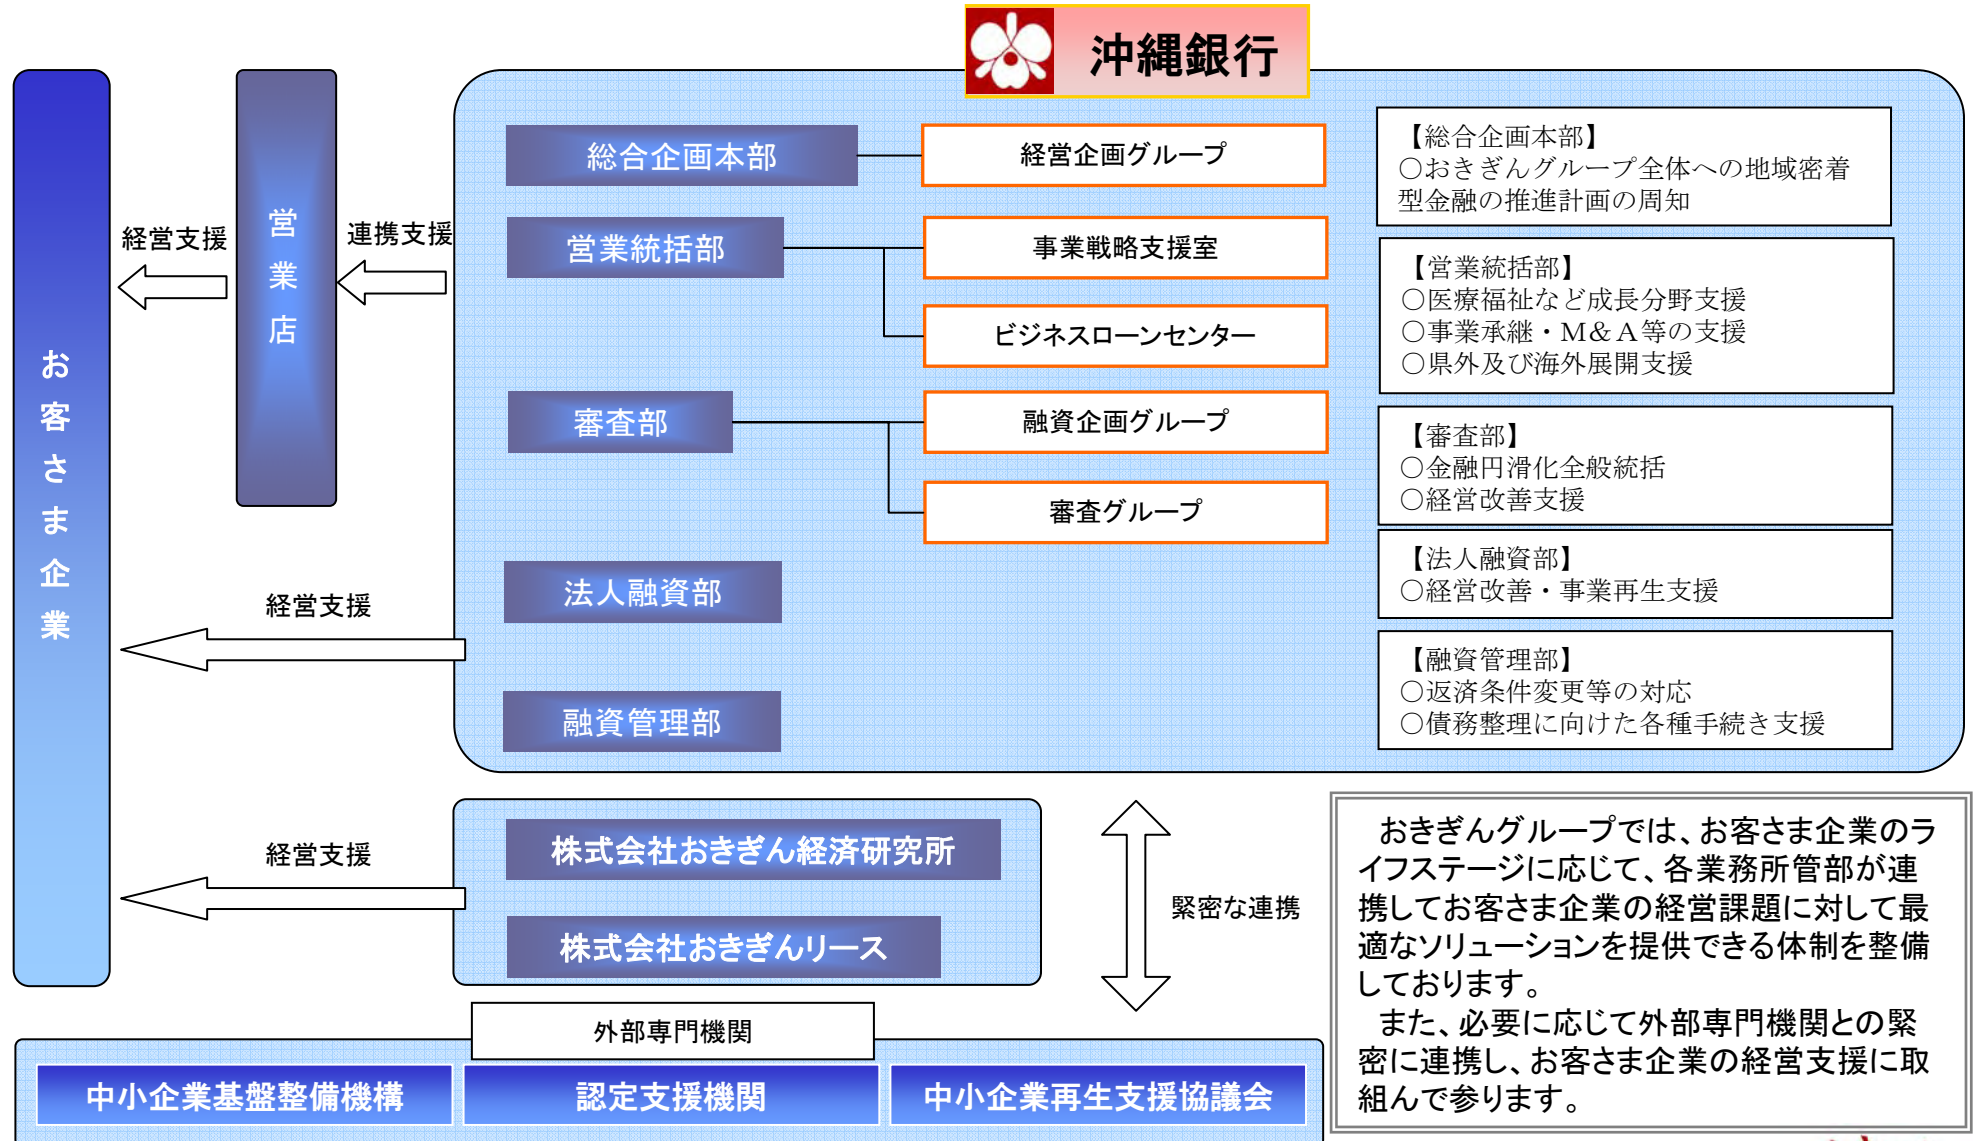 沖縄銀行
お客さま企業
営業店
経営支援
連携支援
総合企画本部
経営企画グループ
営業統括部
事業戦略支援室
ビジネスローンセンター
審査部
融資企画グループ
審査グループ
法人融資部
融資管理部
【総合企画本部】
○おきぎんグループ全体への地域密着
型金融の推進計画の周知
【営業統括部】
○医療福祉など成長分野支援
○事業承継・M&A等の支援
○県外及び海外展開支援
【審査部】
○金融円滑化全般統括
○経営改善支援
【法人融資部】
○経営改善・事業再生支援
【融資管理部】
○返済条件変更等の対応
○債務整理に向けた各種手続き支援
経営支援
経営支援
株式会社おきぎん経済研究所
株式会社おきぎんリース
緊密な連携
外部専門機関
中小企業基盤整備機構
認定支援機関
中小企業再生支援協議会
おきぎんグループでは、お客さま企業のラ
イフステージに応じて、各業務所管部が連
携してお客さま企業の経営課題に対して最
適なソリューションを提供できる体制を整備
しております。
また、必要に応じて外部専門機関との緊
密に連携し、お客さま企業の経営支援に取
組んで参ります。